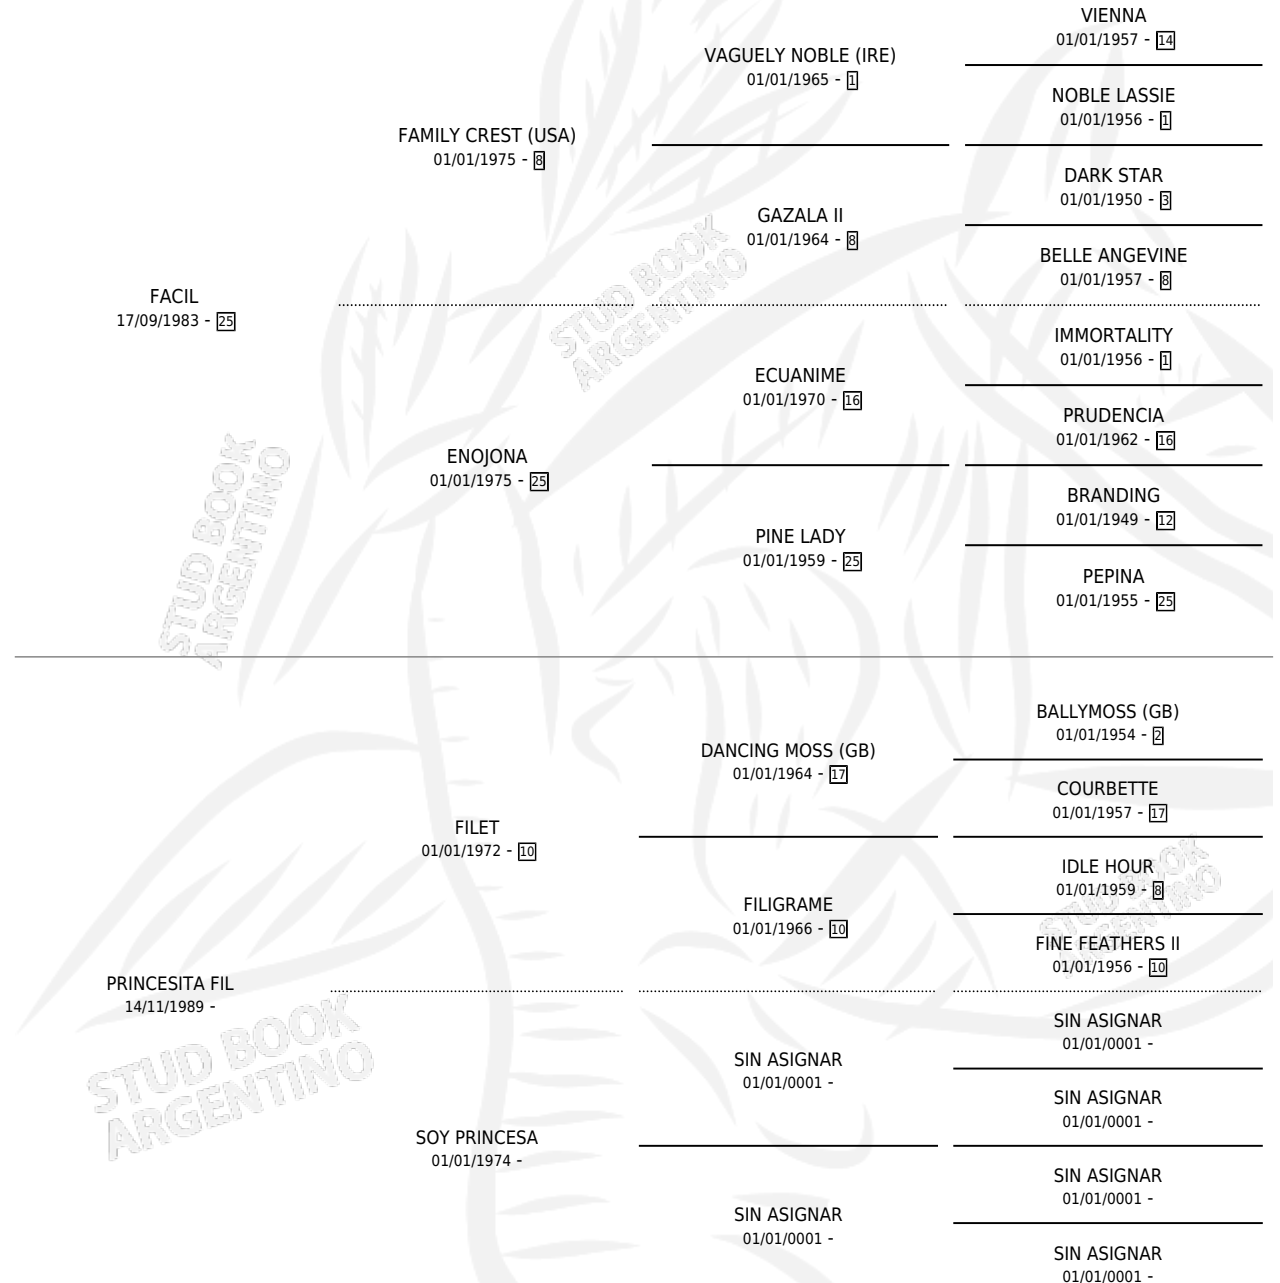 VIENNA
01/01/1957 - 14
VAGUELY NOBLE (IRE)
01/01/1965 - 1
NOBLE LASSIE
01/01/1956 - 1
FAMILY CREST (USA)
01/01/1975 - 8
DARK STAR
01/01/1950 - 3
GAZALA II
01/01/1964 - 8
BELLE ANGEVINE
01/01/1957 - 8
FACIL
17/09/1983 - 25
IMMORTALITY
01/01/1956 - 1
ECUANIME
01/01/1970 - 16
PRUDENCIA
01/01/1962 - 16
ENOJONA
01/01/1975 - 25
BRANDING
01/01/1949 - 12
PINE LADY
01/01/1959 - 25
PEPINA
01/01/1955 - 25
STUD BOOK
ARGENTINO
STUD BOOK
ARGENTINO
BALLYMOSS (GB)
01/01/1954 - 2
DANCING MOSS (GB)
01/01/1964 - 17
COURBETTE
01/01/1957 - 17
FILET
01/01/1972 - 10
IDLE HOUR
01/01/1959 - 8
FILIGRAME
01/01/1966 - 10
FINE FEATHERS II
01/01/1956 - 10
PRINCESITA FIL
14/11/1989 -
SIN ASIGNAR
01/01/0001 -
SIN ASIGNAR
01/01/0001 -
SIN ASIGNAR
01/01/0001 -
SOY PRINCESA
01/01/1974 -
SIN ASIGNAR
01/01/0001 -
SIN ASIGNAR
01/01/0001 -
SIN ASIGNAR
01/01/0001 -
STUD BOOK
ARGENTINO
STUD BOOK
ARGENTINO